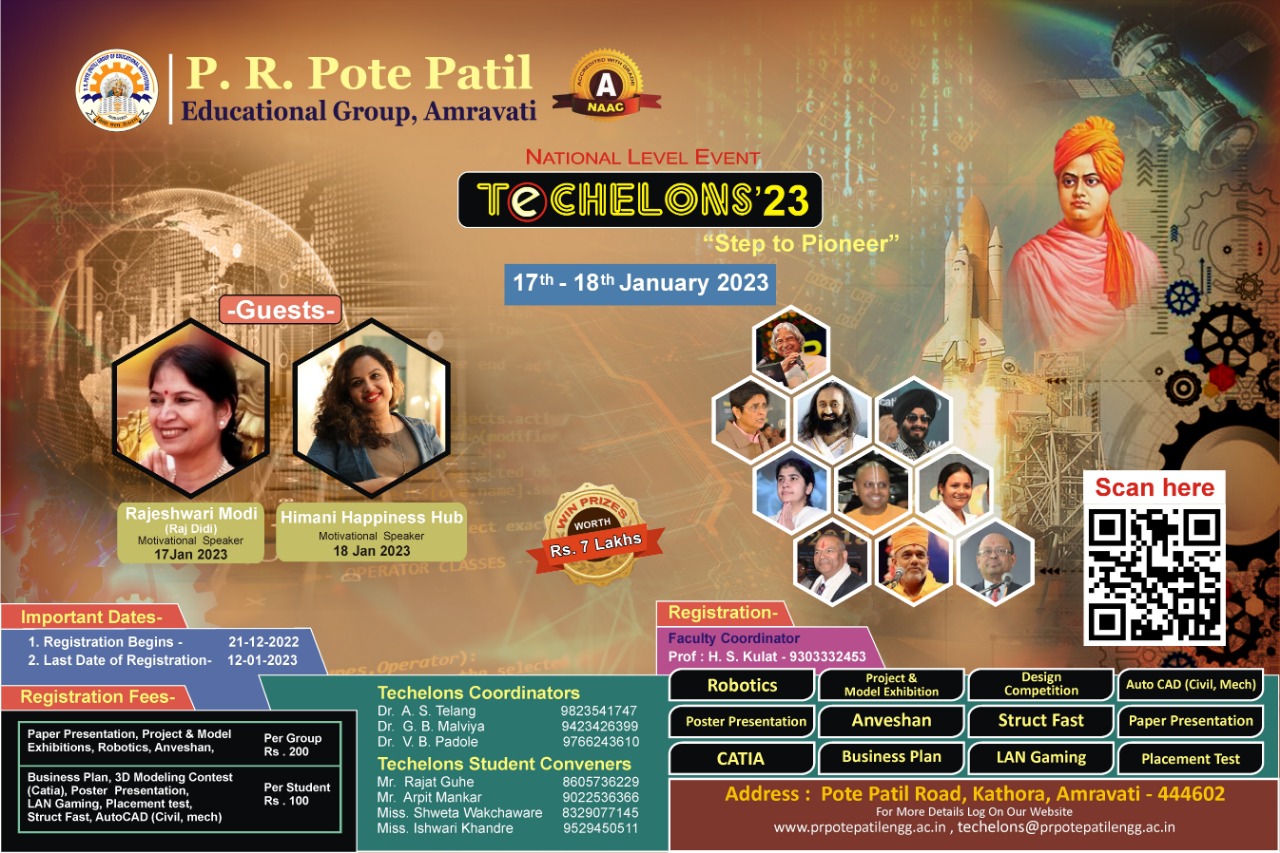 P. R. Pote Patil
Educational Group, Amravati
ACCREDITED WITH GRADE
A
NAAC
NATIONAL LEVEL EVENT
TeCHELONS'23
“Step to Pioneer”
17th - 18th January 2023
-Guests-
Rajeshwari Modi
(Raj Didi)
Motivational Speaker
17Jan 2023
Himani Happiness Hub
Motivational Speaker
18 Jan 2023
WIN PRIZES
WORTH
Rs. 7 Lakhs
Scan here
Important Dates-
1. Registration Begins - 21-12-2022
2. Last Date of Registration- 12-01-2023
Registration Fees-
Paper Presentation, Project & Model
Exhibitions, Robotics, Anveshan,
Per Group
Rs . 200
Business Plan, 3D Modeling Contest
(Catia), Poster Presentation,
LAN Gaming, Placement test,
Struct Fast, AutoCAD (Civil, mech)
Per Student
Rs . 100
Techelons Coordinators
Dr. A. S. Telang 9823541747
Dr. G. B. Malviya 9423426399
Dr. V. B. Padole 9766243610
Techelons Student Conveners
Mr. Rajat Guhe 8605736229
Mr. Arpit Mankar 9022536366
Miss. Shweta Wakchaware 8329077145
Miss. Ishwari Khandre 9529450511
Registration-
Faculty Coordinator
Prof : H. S. Kulat - 9303332453
Robotics
Project &
Model Exhibition
Design
Competition
Auto CAD (Civil, Mech)
Poster Presentation
Anveshan
Struct Fast
Paper Presentation
CATIA
Business Plan
LAN Gaming
Placement Test
Address : Pote Patil Road, Kathora, Amravati - 444602
For More Details Log On Our Website
www.prpotepatilengg.ac.in , techelons@prpotepatilengg.ac.in